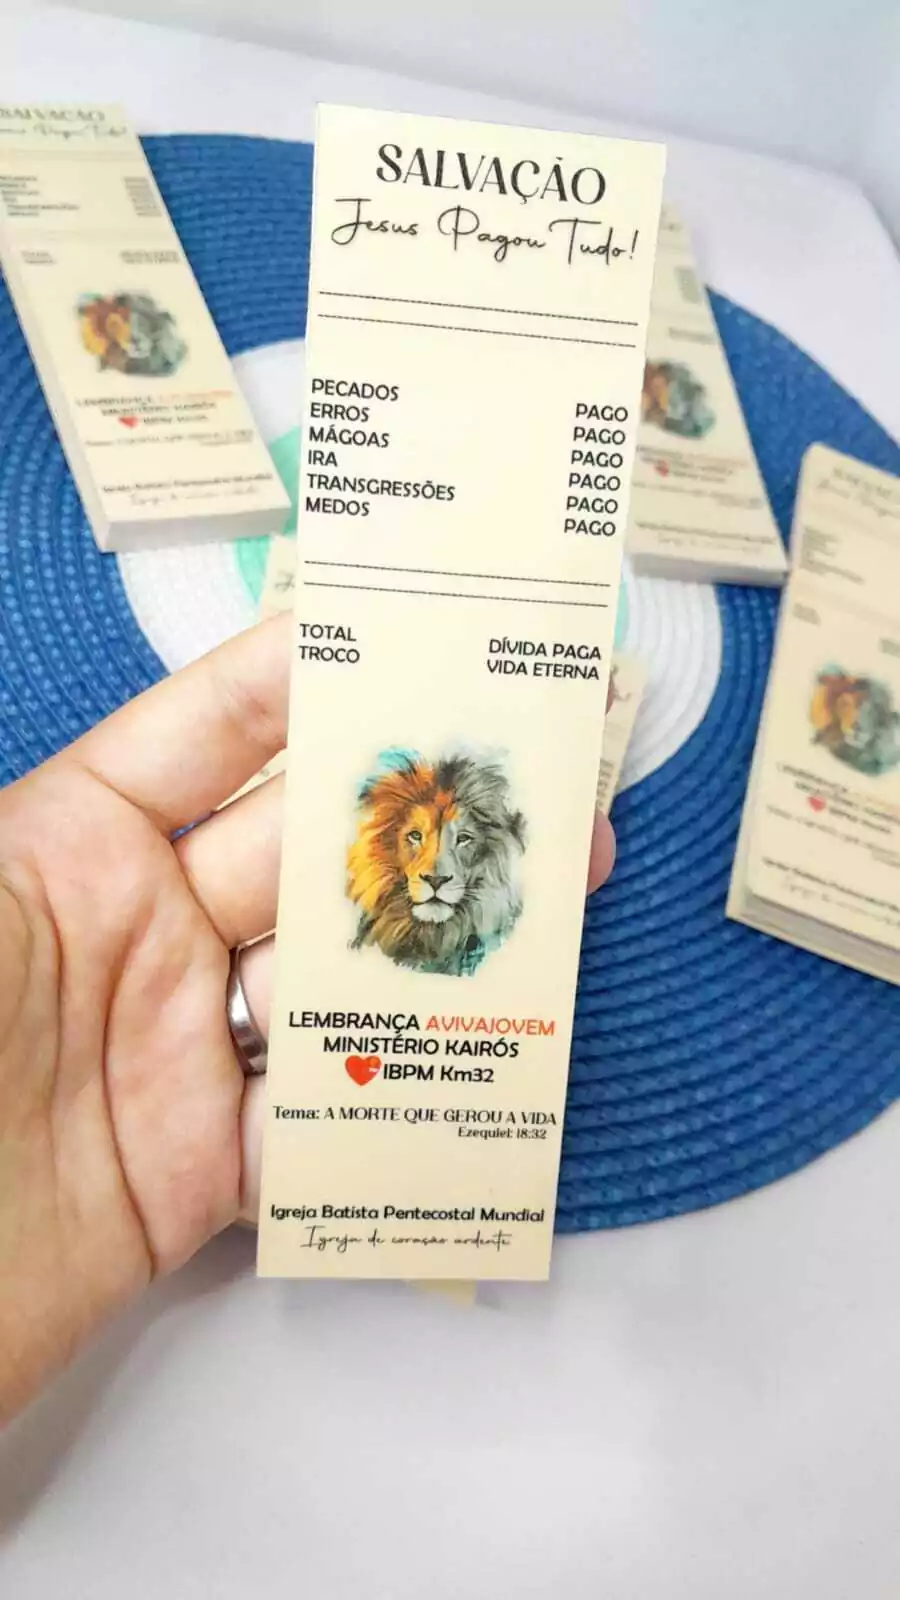 SALVAÇÃO
Jesus Pagou Tudo!
PECADOS PAGO
ERROS PAGO
MÁGOAS PAGO
IRA PAGO
TRANSGRESSÕES PAGO
MEDOS PAGO
TOTAL DÍVIDA PAGA
TROCO VIDA ETERNA
LEMBRANÇA AVIVAJOVEM
MINISTÉRIO KAIRÓS
IBPM Km32
Tema: A MORTE QUE GEROU A VIDA
Ezequiel: 18:32
Igreja Batista Pentecostal Mundial
Igreja de coração ardente